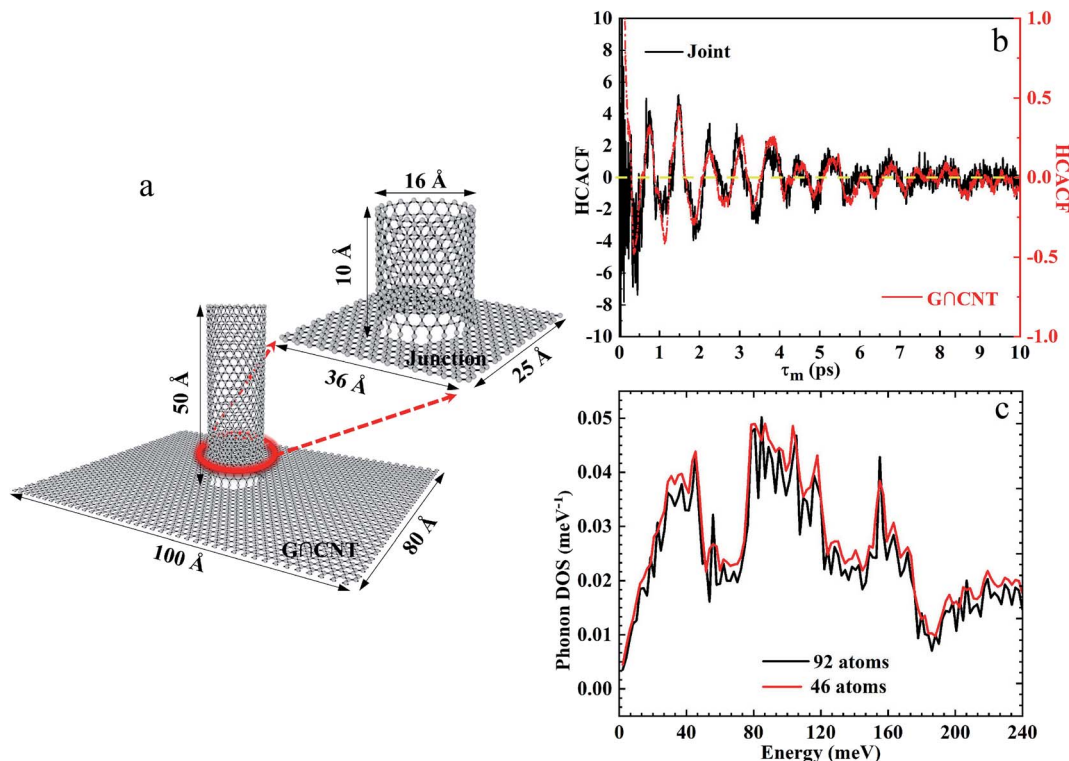 a
16 Å
10 Å
Junction
36 Å
25 Å
50 Å
G∩CNT
100 Å
80 Å
b
Joint
G∩CNT
HCACF
HCACF
10
8
6
4
2
0
-2
-4
-6
-8
-10
1.0
0.5
0.0
-0.5
-1.0
0 1 2 3 4 5 6 7 8 9 10
τm (ps)
c
Phonon DOS (meV⁻¹)
0.05
0.04
0.03
0.02
0.01
0.00
92 atoms
46 atoms
0 40 80 120 160 200 240
Energy (meV)